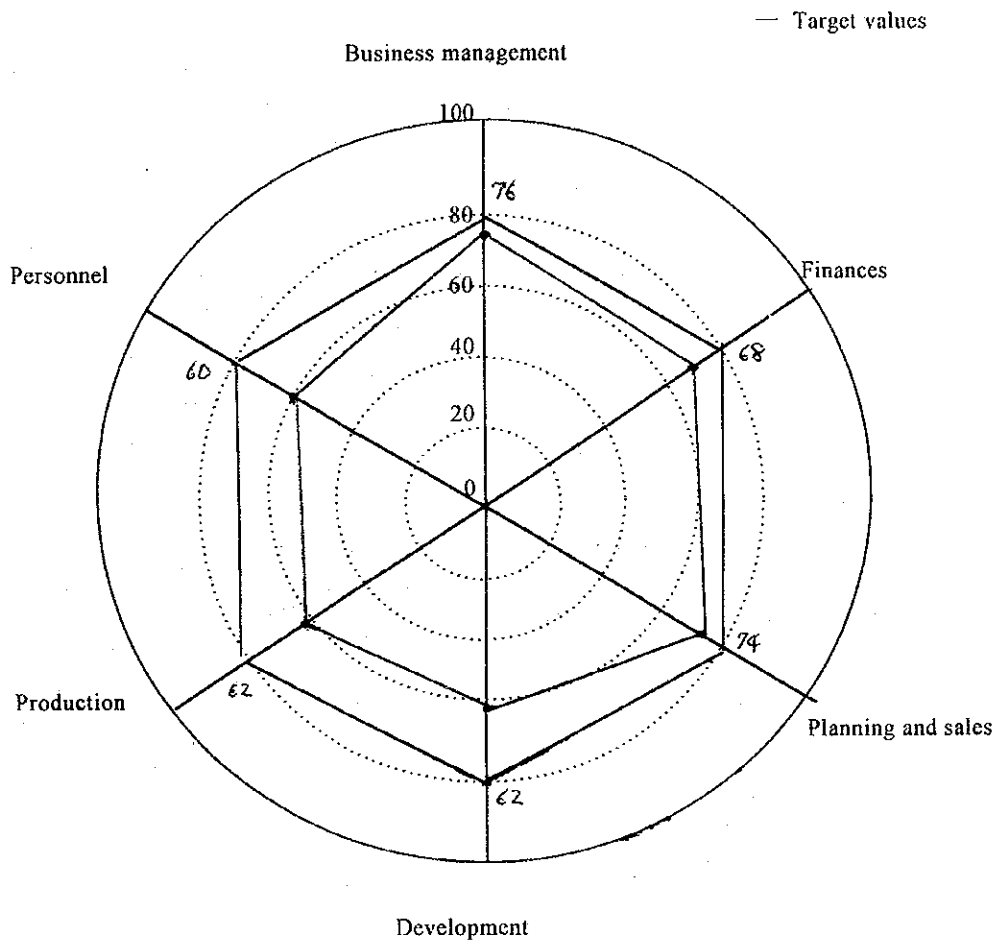 — Target values
Business management
100
76
80
Personnel
Finances
60
60
40
68
20
0
74
Production
62
Planning and sales
62
Development